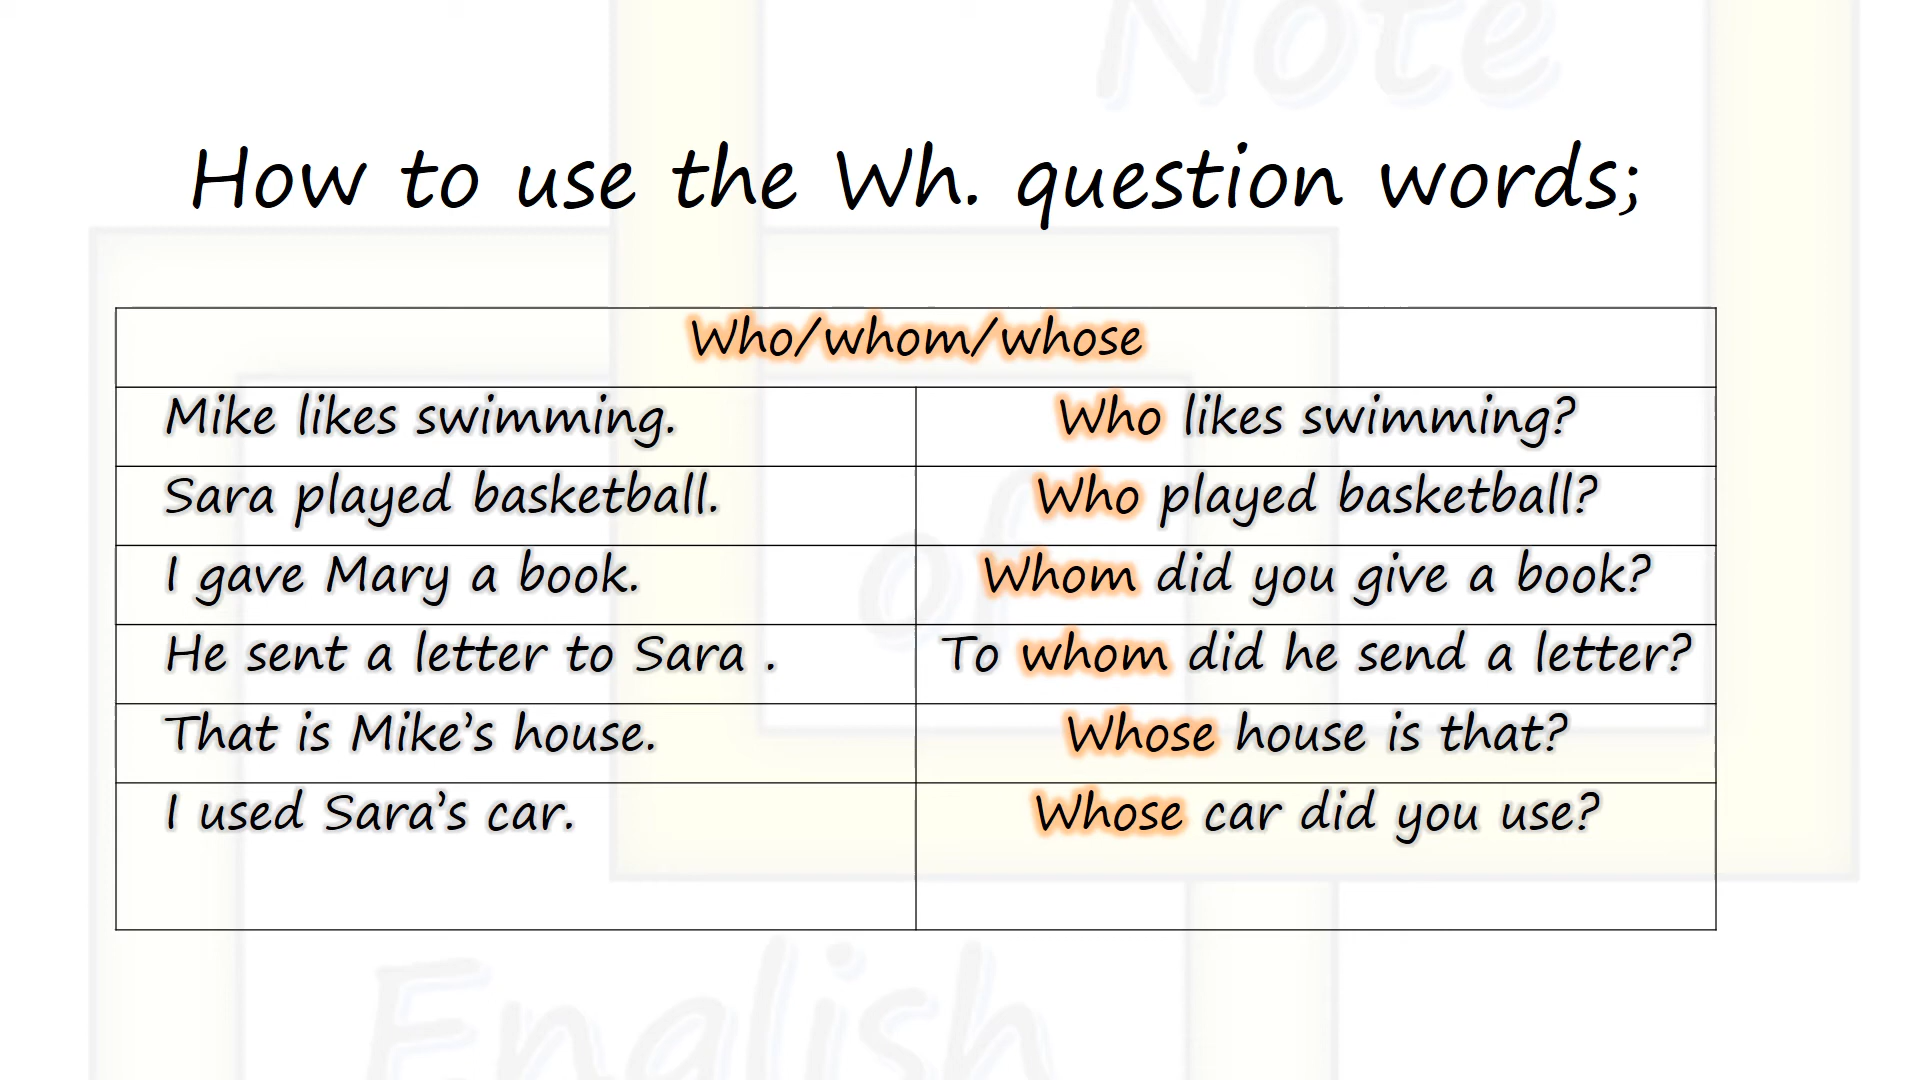 Note
How to use the Wh. question words;
Who/whom/whose
Mike likes swimming.
Who likes swimming?
Sara played basketball.
Who played basketball?
I gave Mary a book.
Whom did you give a book?
He sent a letter to Sara .
To whom did he send a letter?
That is Mike’s house.
Whose house is that?
I used Sara’s car.
Whose car did you use?
of
English